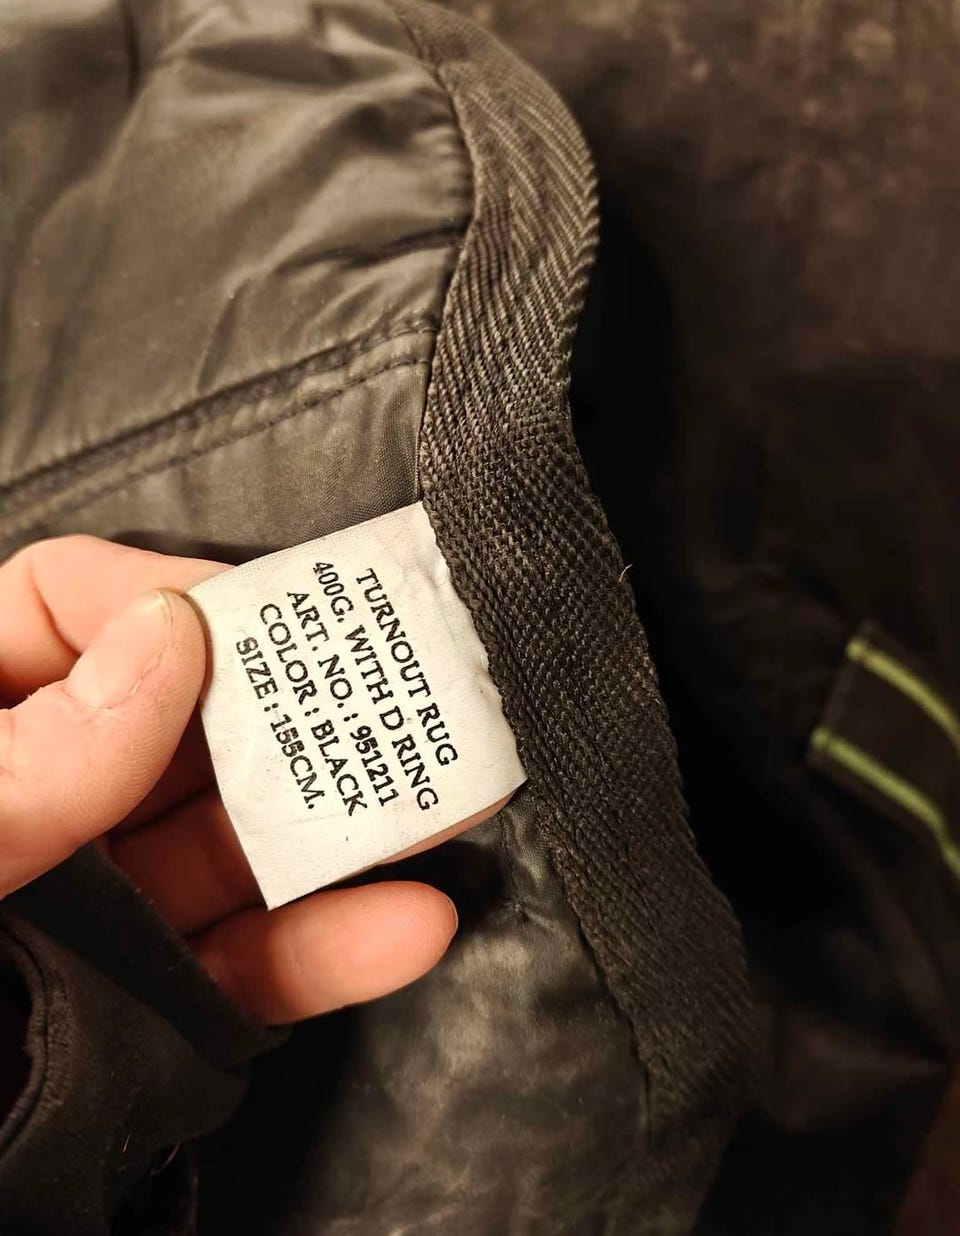 TURNOUT RUG
400G. WITH D RING
ART. NO. : 951211
COLOR : BLACK
SIZE : 155CM.